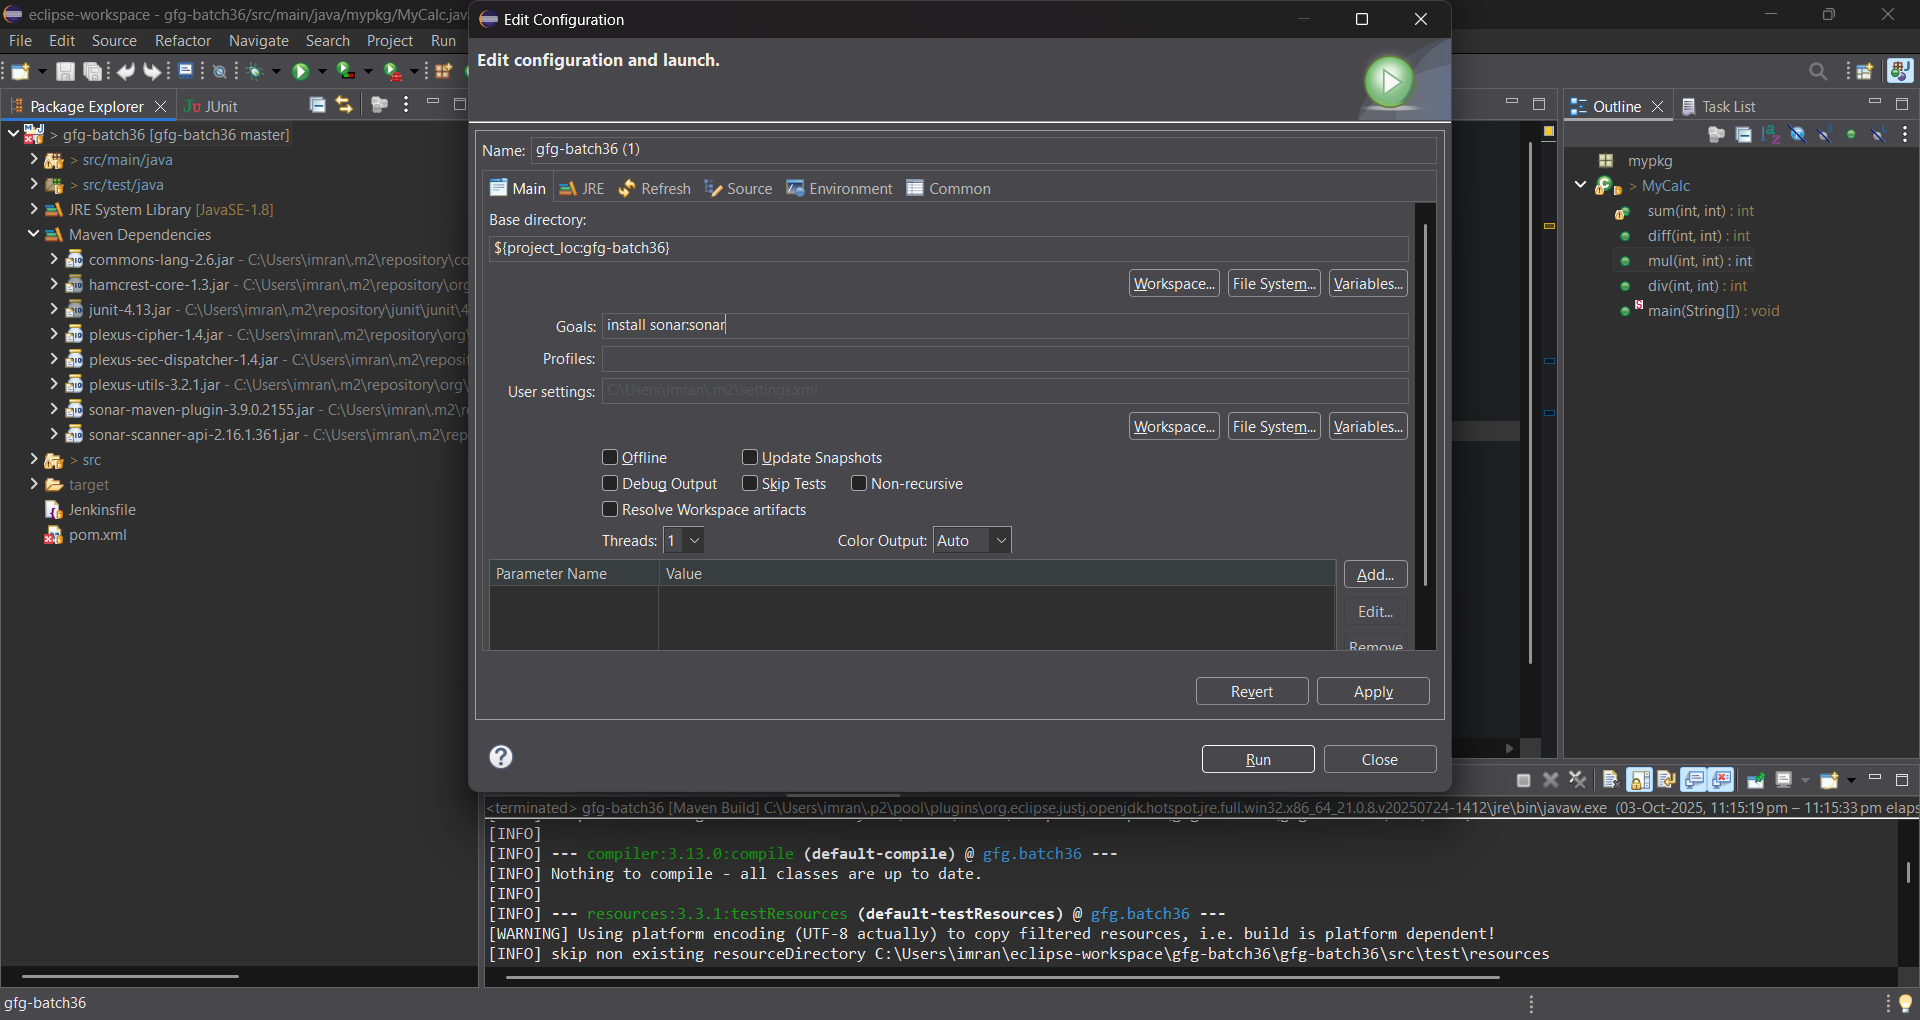 eclipse-workspace - gfg-batch36/src/main/java/mypkg/MyCalc.jav
File Edit Source Refactor Navigate Search Project Run
Package Explorer
JUnit
> gfg-batch36 [gfg-batch36 master]
> src/main/java
> src/test/java
JRE System Library [JavaSE-1.8]
Maven Dependencies
commons-lang-2.6.jar - C:\Users\imran\.m2\repository\co
hamcrest-core-1.3.jar - C:\Users\imran\.m2\repository\org
junit-4.13.jar - C:\Users\imran\.m2\repository\junit\junit\4
plexus-cipher-1.4.jar - C:\Users\imran\.m2\repository\org
plexus-sec-dispatcher-1.4.jar - C:\Users\imran\.m2\reposi
plexus-utils-3.2.1.jar - C:\Users\imran\.m2\repository\org\
sonar-maven-plugin-3.9.0.2155.jar - C:\Users\imran\.m2\r
sonar-scanner-api-2.16.1.361.jar - C:\Users\imran\.m2\rep
> src
target
Jenkinsfile
pom.xml
gfg-batch36
Edit Configuration
Edit configuration and launch.
Name: gfg-batch36 (1)
Main JRE Refresh Source Environment Common
Base directory:
${project_loc:gfg-batch36}
Workspace... File System... Variables...
Goals: install sonar:sonar
Profiles:
User settings: C:\Users\imran\.m2\settings.xml
Workspace... File System... Variables...
Offline Update Snapshots
Debug Output Skip Tests Non-recursive
Resolve Workspace artifacts
Threads: 1 Color Output: Auto
Parameter Name Value
Add...
Edit...
Remove
Revert Apply
Run Close
Outline
Task List
mypkg
> MyCalc
sum(int, int) : int
diff(int, int) : int
mul(int, int) : int
div(int, int) : int
main(String[]) : void
<terminated> gfg-batch36 [Maven Build] C:\Users\imran\.p2\pool\plugins\org.eclipse.justj.openjdk.hotspot.jre.full.win32.x86_64_21.0.8.v20250724-1412\jre\bin\javaw.exe (03-Oct-2025, 11:15:19 pm – 11:15:33 pm elaps
[INFO]
[INFO] --- compiler:3.13.0:compile (default-compile) @ gfg.batch36 ---
[INFO] Nothing to compile - all classes are up to date.
[INFO]
[INFO] --- resources:3.3.1:testResources (default-testResources) @ gfg.batch36 ---
[WARNING] Using platform encoding (UTF-8 actually) to copy filtered resources, i.e. build is platform dependent!
[INFO] skip non existing resourceDirectory C:\Users\imran\eclipse-workspace\gfg-batch36\gfg-batch36\src\test\resources